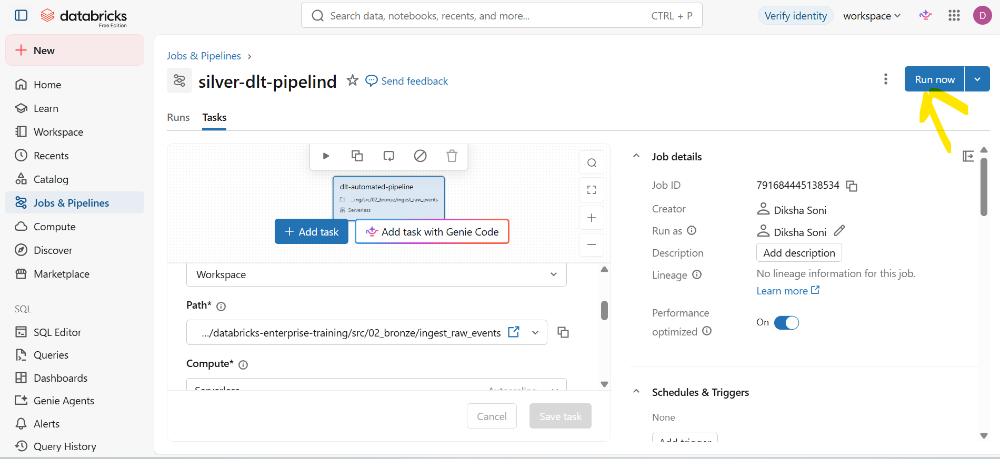 databricks
Free Edition
Search data, notebooks, recents, and more...
CTRL + P
Verify identity
workspace
D
New
Home
Learn
Workspace
Recents
Catalog
Jobs & Pipelines
Compute
Discover
Marketplace
SQL
SQL Editor
Queries
Dashboards
Genie Agents
Alerts
Query History
Jobs & Pipelines
silver-dlt-pipelind
Send feedback
Run now
Runs
Tasks
dlt-automated-pipeline
...ing/src/02_bronze/ingest_raw_events
Serverless
+ Add task
Add task with Genie Code
Workspace
Path*
.../databricks-enterprise-training/src/02_bronze/ingest_raw_events
Compute*
Serverless
Autoscaling
Cancel
Save task
Job details
Job ID
791684445138534
Creator
Diksha Soni
Run as
Diksha Soni
Description
Add description
Lineage
No lineage information for this job.
Learn more
Performance
optimized
On
Schedules & Triggers
None
Add trigger